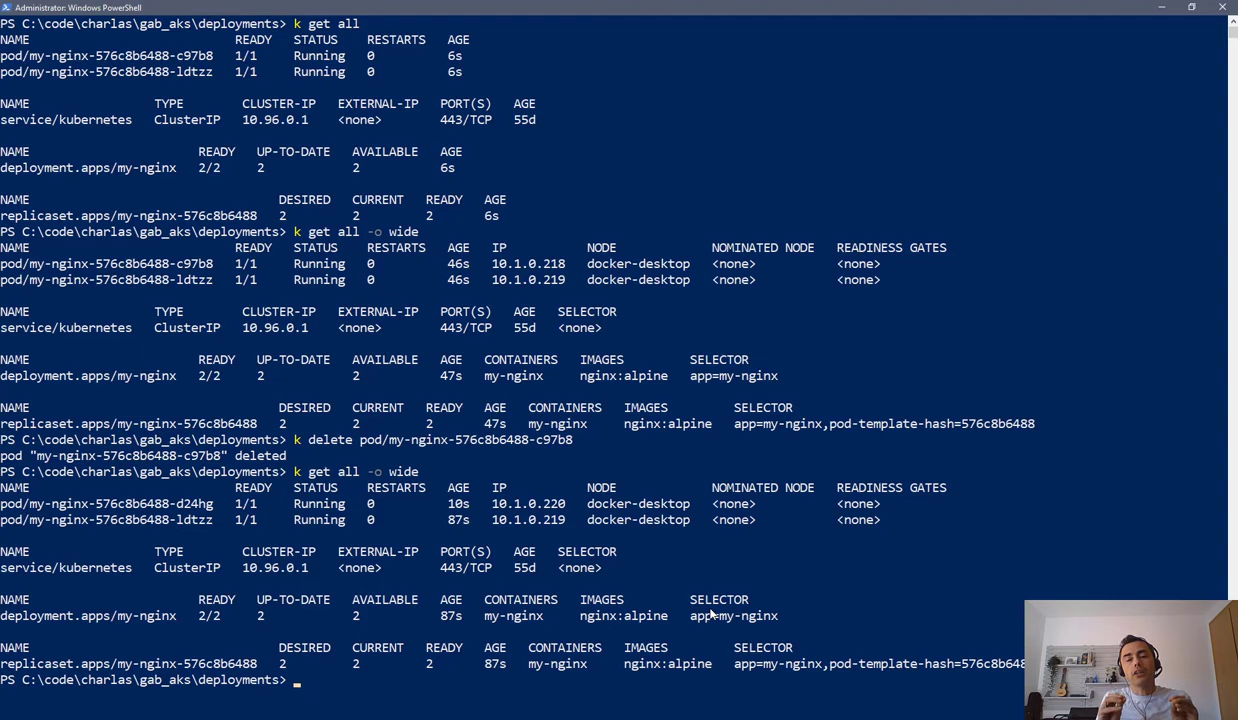 Administrator: Windows PowerShell
PS C:\code\charlas\gab_aks\deployments> k get all
NAME READY STATUS RESTARTS AGE
pod/my-nginx-576c8b6488-c97b8 1/1 Running 0 6s
pod/my-nginx-576c8b6488-ldtzz 1/1 Running 0 6s
NAME TYPE CLUSTER-IP EXTERNAL-IP PORT(S) AGE
service/kubernetes ClusterIP 10.96.0.1 <none> 443/TCP 55d
NAME READY UP-TO-DATE AVAILABLE AGE
deployment.apps/my-nginx 2/2 2 2 6s
NAME DESIRED CURRENT READY AGE
replicaset.apps/my-nginx-576c8b6488 2 2 2 6s
PS C:\code\charlas\gab_aks\deployments> k get all -o wide
NAME READY STATUS RESTARTS AGE IP NODE NOMINATED NODE READINESS GATES
pod/my-nginx-576c8b6488-c97b8 1/1 Running 0 46s 10.1.0.218 docker-desktop <none> <none>
pod/my-nginx-576c8b6488-ldtzz 1/1 Running 0 46s 10.1.0.219 docker-desktop <none> <none>
NAME TYPE CLUSTER-IP EXTERNAL-IP PORT(S) AGE SELECTOR
service/kubernetes ClusterIP 10.96.0.1 <none> 443/TCP 55d <none>
NAME READY UP-TO-DATE AVAILABLE AGE CONTAINERS IMAGES SELECTOR
deployment.apps/my-nginx 2/2 2 2 47s my-nginx nginx:alpine app=my-nginx
NAME DESIRED CURRENT READY AGE CONTAINERS IMAGES SELECTOR
replicaset.apps/my-nginx-576c8b6488 2 2 2 47s my-nginx nginx:alpine app=my-nginx,pod-template-hash=576c8b6488
PS C:\code\charlas\gab_aks\deployments> k delete pod/my-nginx-576c8b6488-c97b8
pod "my-nginx-576c8b6488-c97b8" deleted
PS C:\code\charlas\gab_aks\deployments> k get all -o wide
NAME READY STATUS RESTARTS AGE IP NODE NOMINATED NODE READINESS GATES
pod/my-nginx-576c8b6488-d24hg 1/1 Running 0 10s 10.1.0.220 docker-desktop <none> <none>
pod/my-nginx-576c8b6488-ldtzz 1/1 Running 0 87s 10.1.0.219 docker-desktop <none> <none>
NAME TYPE CLUSTER-IP EXTERNAL-IP PORT(S) AGE SELECTOR
service/kubernetes ClusterIP 10.96.0.1 <none> 443/TCP 55d <none>
NAME READY UP-TO-DATE AVAILABLE AGE CONTAINERS IMAGES SELECTOR
deployment.apps/my-nginx 2/2 2 2 87s my-nginx nginx:alpine app=my-nginx
NAME DESIRED CURRENT READY AGE CONTAINERS IMAGES SELECTOR
replicaset.apps/my-nginx-576c8b6488 2 2 2 87s my-nginx nginx:alpine app=my-nginx,pod-template-hash=576c8b648
PS C:\code\charlas\gab_aks\deployments>